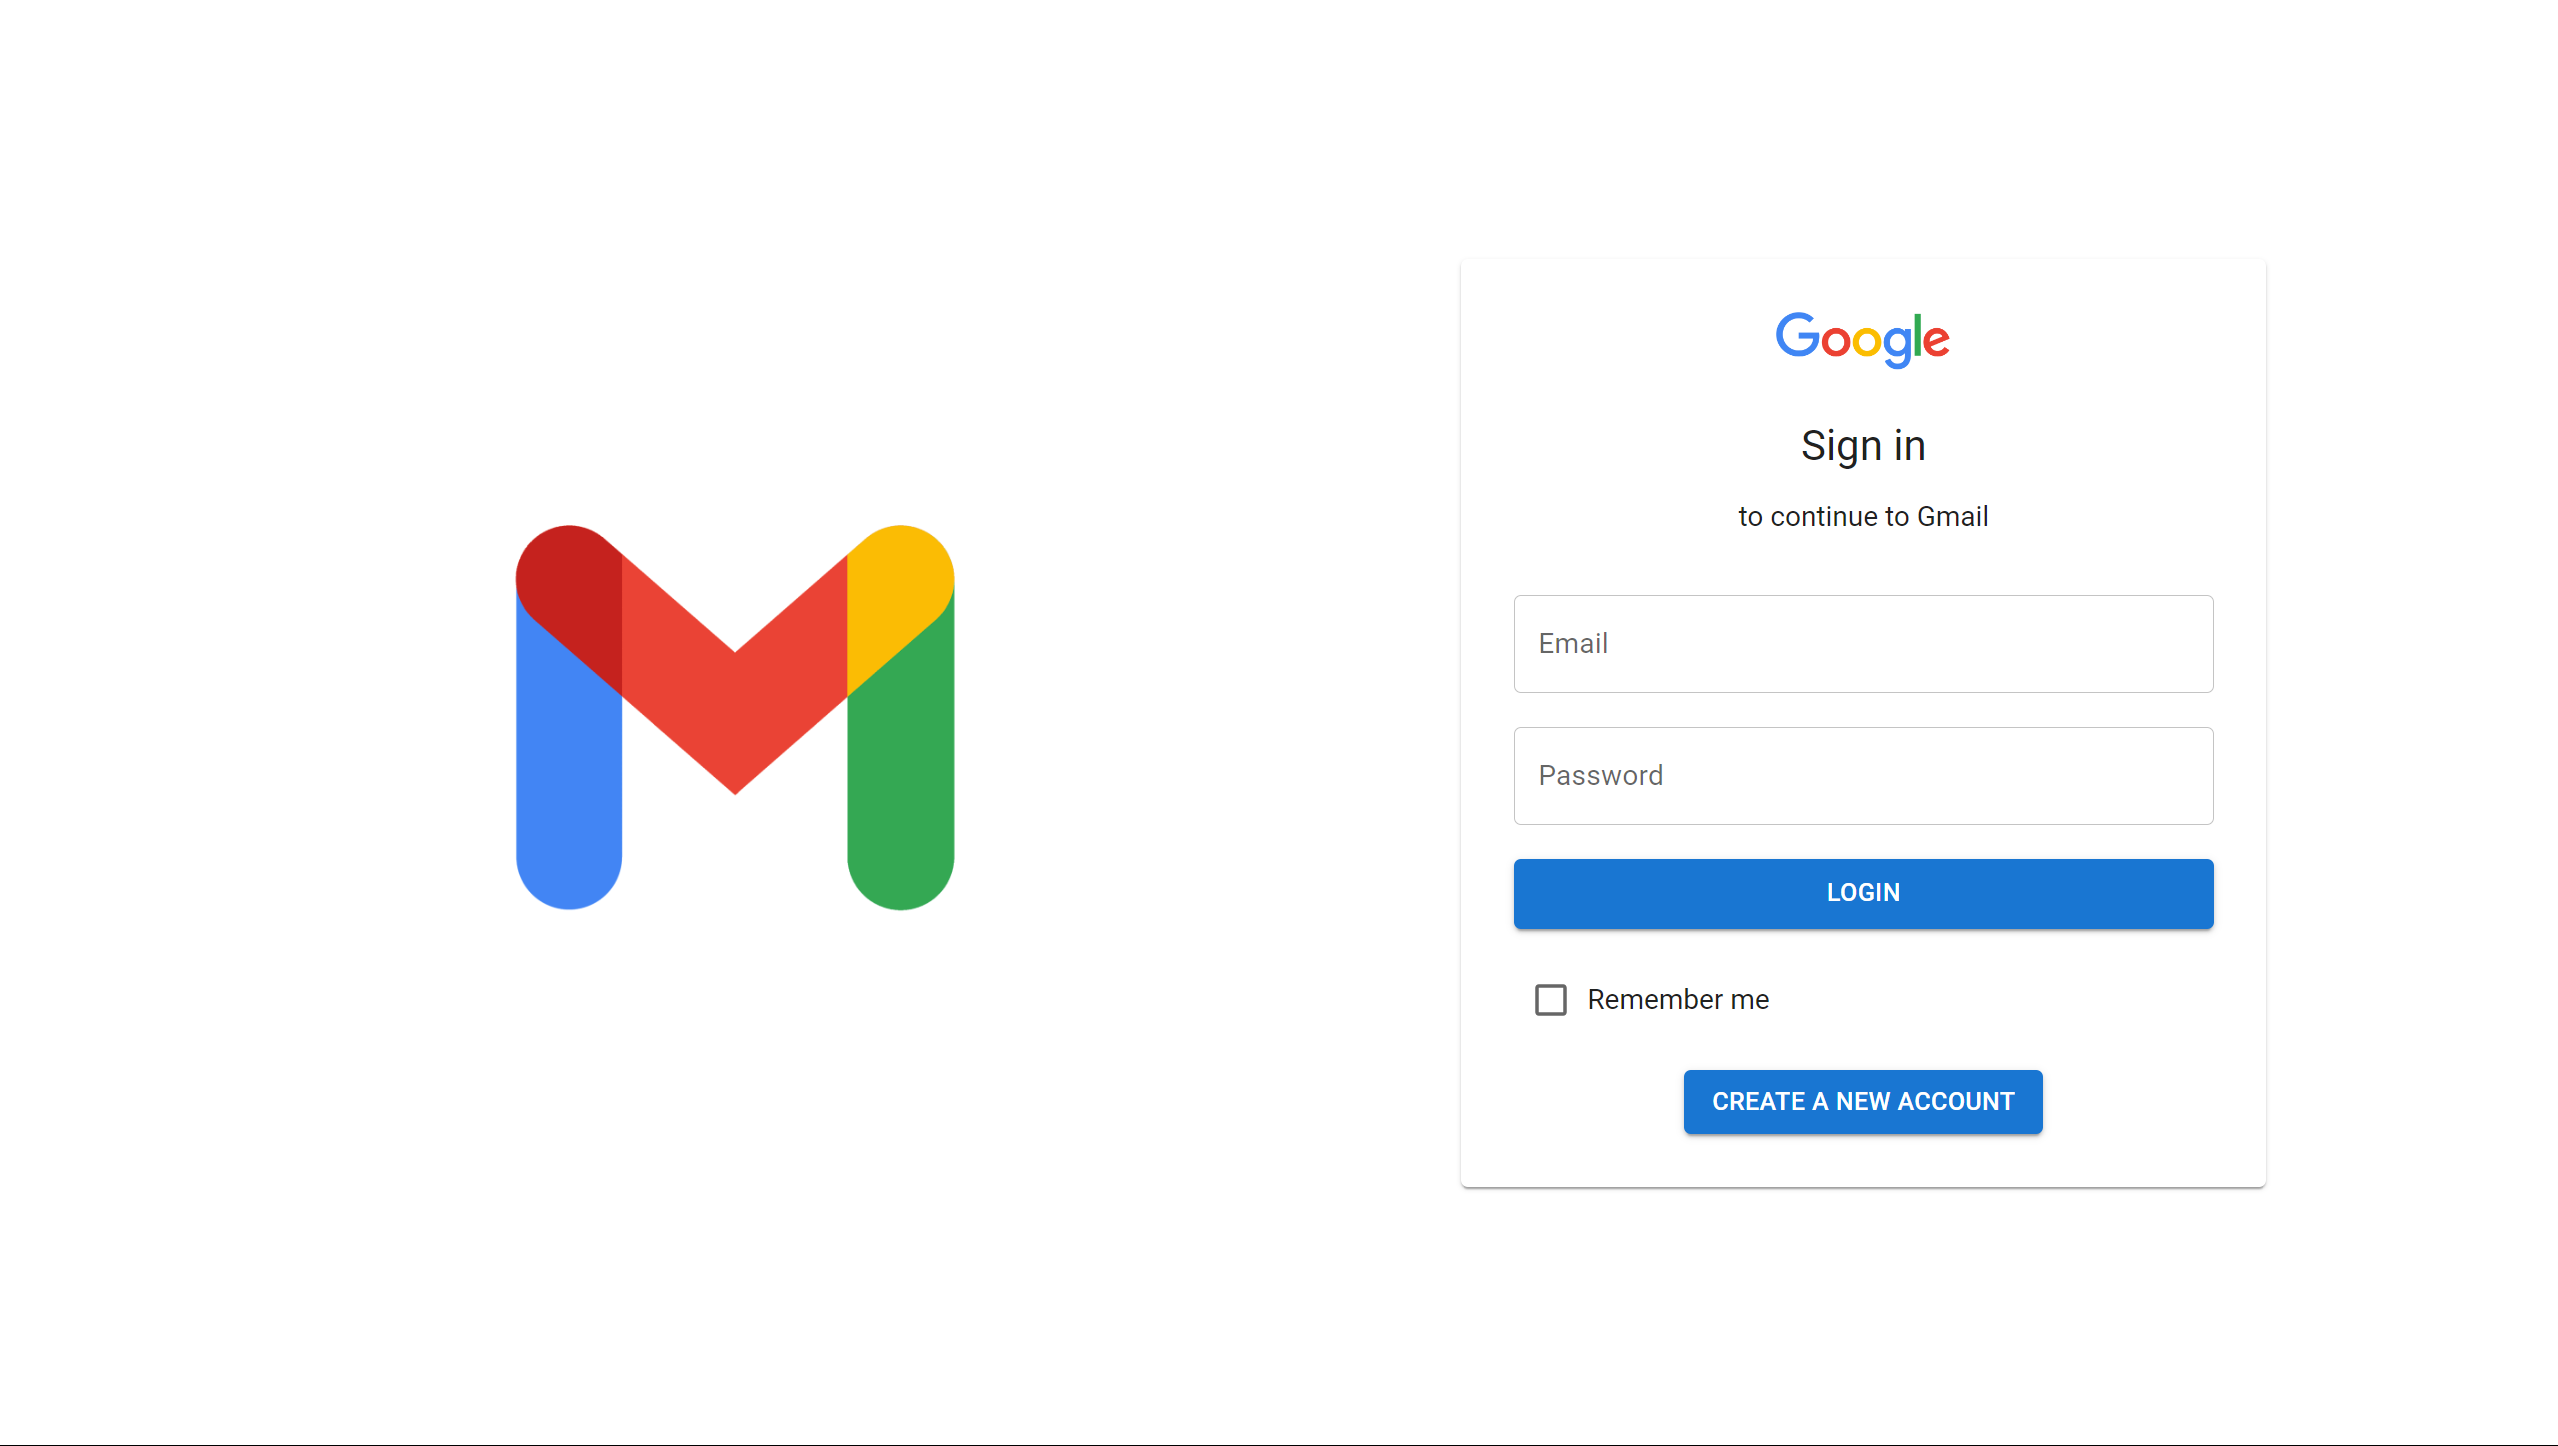 Google
Sign in
to continue to Gmail
Email
Password
LOGIN
Remember me
CREATE A NEW ACCOUNT